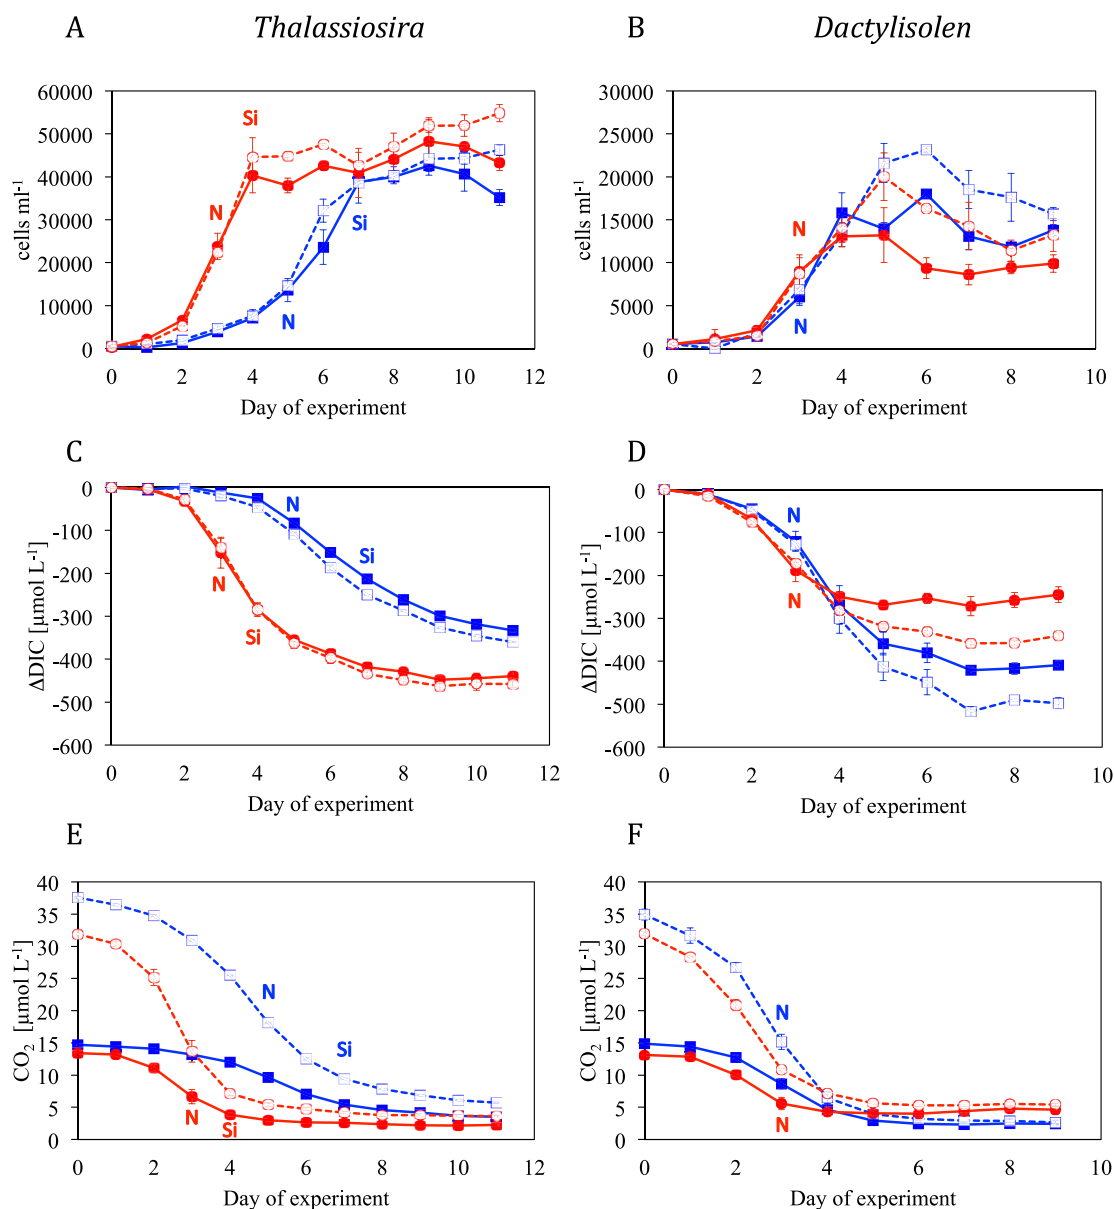 A Thalassiosira
60000
50000
40000
30000
20000
10000
0
cells ml⁻¹
Si
N
Si
N
0 2 4 6 8 10 12
Day of experiment
B Dactylisolen
30000
25000
20000
15000
10000
5000
0
cells ml⁻¹
N
N
0 2 4 6 8 10
Day of experiment
C
0
-100
-200
-300
-400
-500
-600
ΔDIC [µmol L⁻¹]
N
Si
N
Si
0 2 4 6 8 10 12
Day of experiment
D
0
-100
-200
-300
-400
-500
-600
ΔDIC [µmol L⁻¹]
N
N
0 2 4 6 8 10
Day of experiment
E
40
35
30
25
20
15
10
5
0
CO₂ [µmol L⁻¹]
N
Si
N
Si
0 2 4 6 8 10 12
Day of experiment
F
40
35
30
25
20
15
10
5
0
CO₂ [µmol L⁻¹]
N
N
0 2 4 6 8 10
Day of experiment